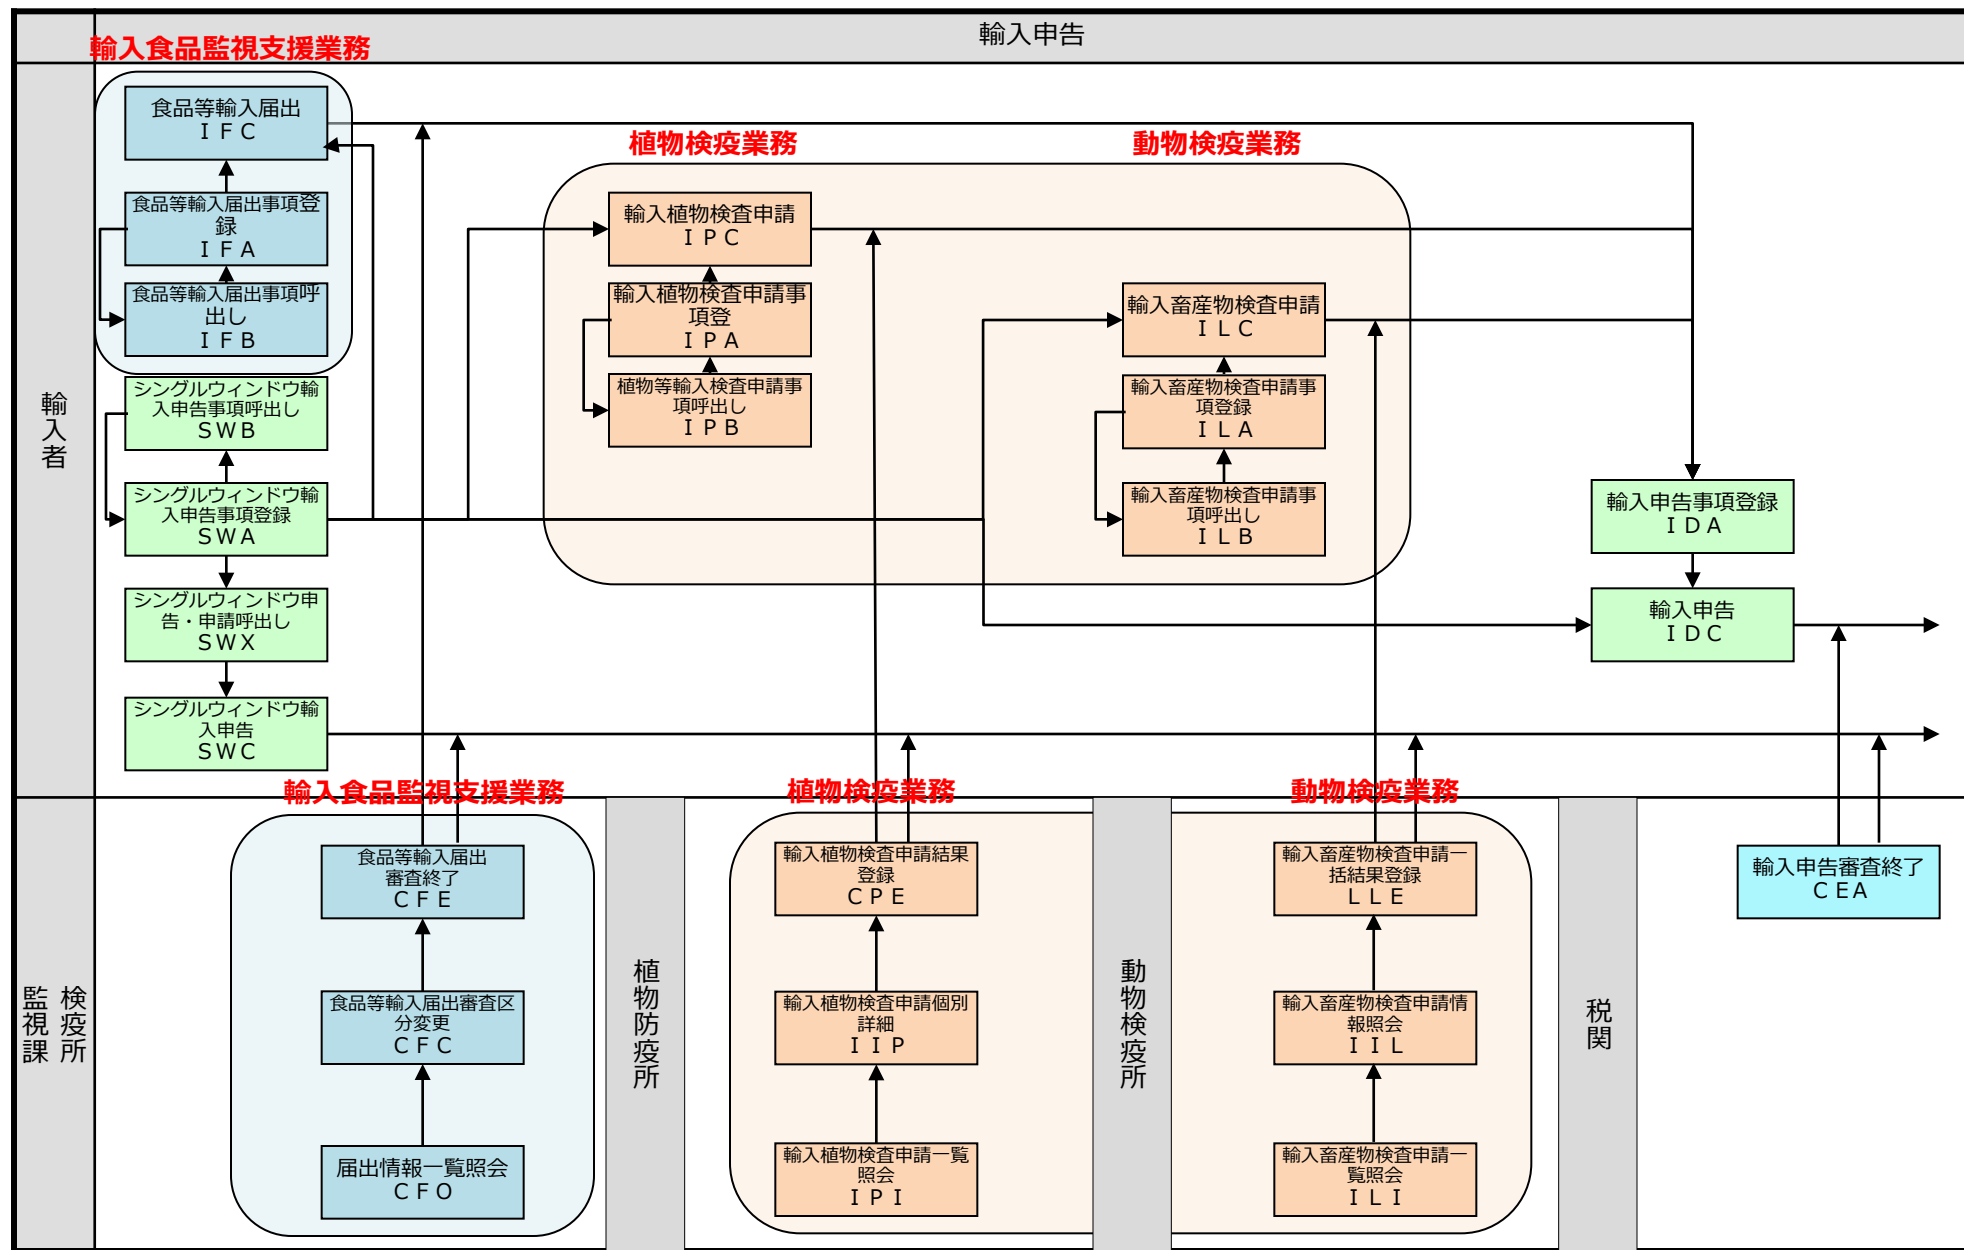 輸入申告
輸入食品監視支援業務
輸入者
食品等輸入届出
ＩＦＣ
食品等輸入届出事項登
録
ＩＦＡ
食品等輸入届出事項呼
出し
ＩＦＢ
シングルウィンドウ輸
入申告事項呼出し
ＳＷＢ
シングルウィンドウ輸
入申告事項登録
ＳＷＡ
シングルウィンドウ申
告・申請呼出し
ＳＷＸ
シングルウィンドウ輸
入申告
ＳＷＣ
植物検疫業務
輸入植物検査申請
ＩＰＣ
輸入植物検査申請事
項登
ＩＰＡ
植物等輸入検査申請事
項呼出し
ＩＰＢ
動物検疫業務
輸入畜産物検査申請
ＩＬＣ
輸入畜産物検査申請事
項登録
ＩＬＡ
輸入畜産物検査申請事
項呼出し
ＩＬＢ
輸入申告事項登録
ＩＤＡ
輸入申告
ＩＤＣ
検疫所
監視課
輸入食品監視支援業務
食品等輸入届出
審査終了
ＣＦＥ
食品等輸入届出審査区
分変更
ＣＦＣ
届出情報一覧照会
ＣＦＯ
植物防疫所
植物検疫業務
輸入植物検査申請結果
登録
ＣＰＥ
輸入植物検査申請個別
詳細
ＩＩＰ
輸入植物検査申請一覧
照会
ＩＰＩ
動物検疫所
動物検疫業務
輸入畜産物検査申請一
括結果登録
ＬＬＥ
輸入畜産物検査申請情
報照会
ＩＩＬ
輸入畜産物検査申請一
覧照会
ＩＬＩ
税関
輸入申告審査終了
ＣＥＡ